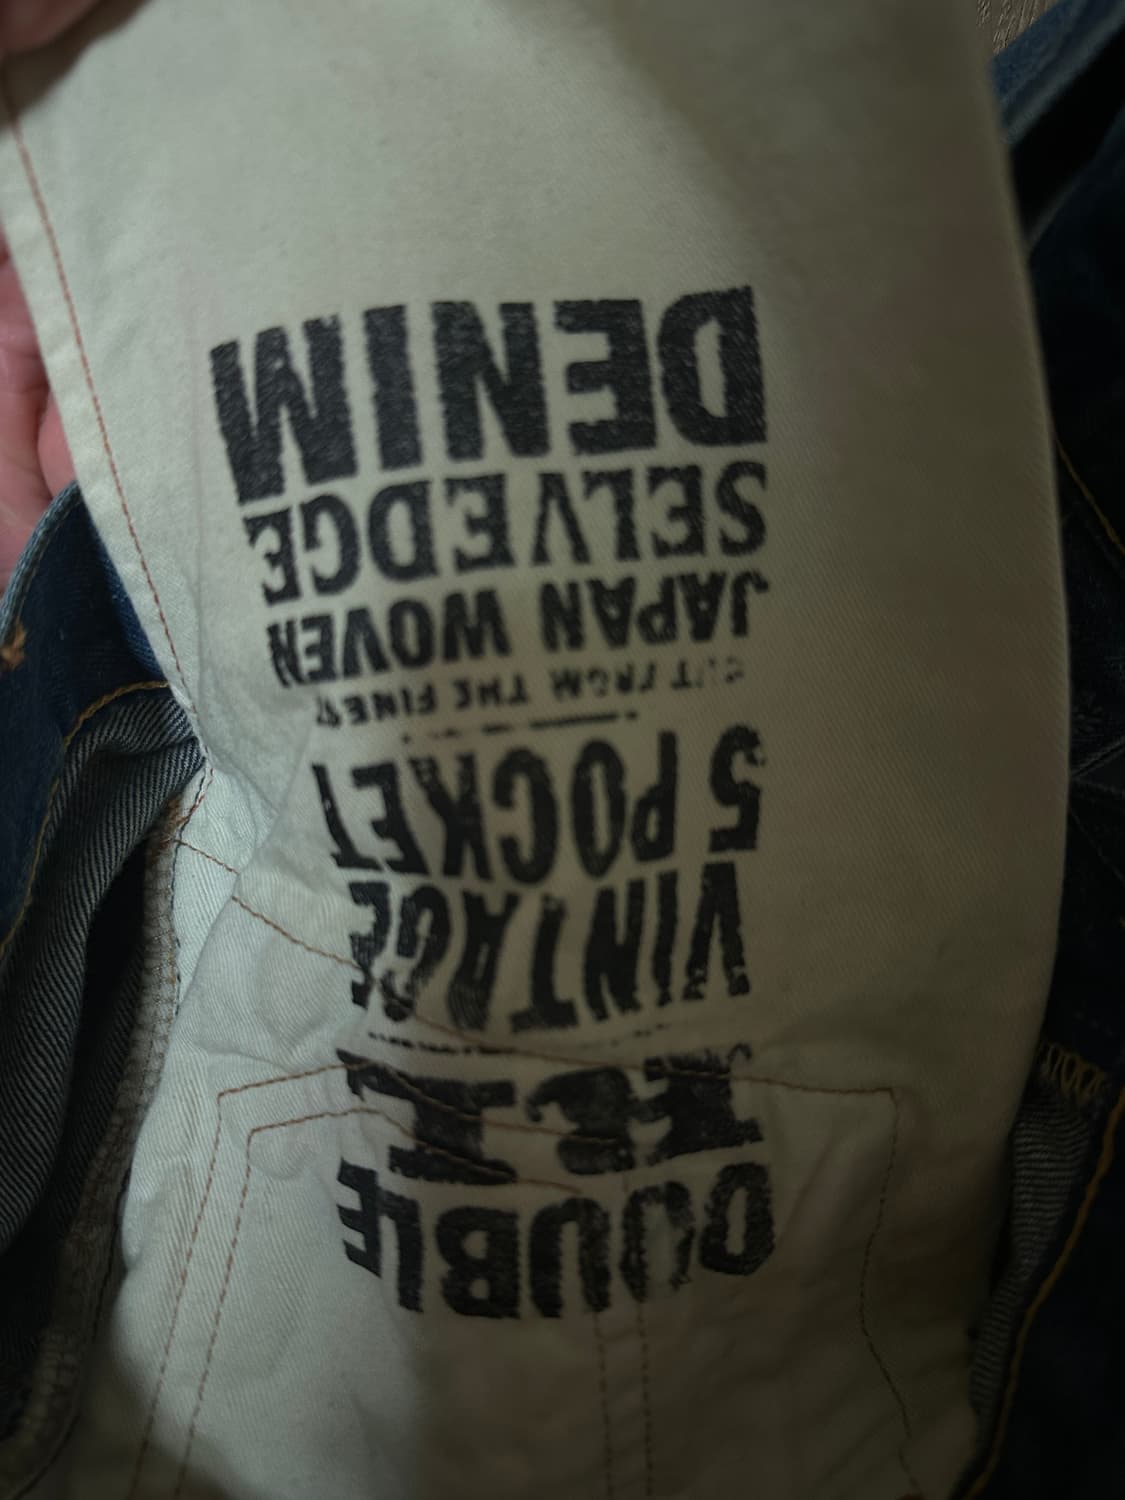 DOUBLE
VINTAGE
5 POCKET
CUT FROM THE FINEST
JAPAN WOVEN
SELVEDGE
DENIM